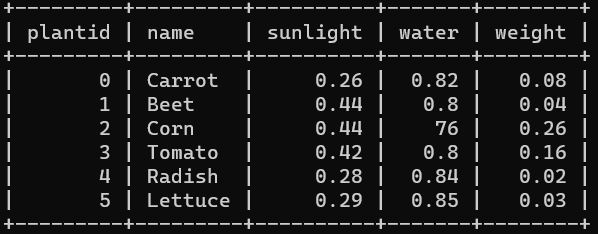 +---------+---------+----------+-------+--------+
| plantid | name    | sunlight | water | weight |
+---------+---------+----------+-------+--------+
|       0 | Carrot  |     0.26 |  0.82 |   0.08 |
|       1 | Beet    |     0.44 |   0.8 |   0.04 |
|       2 | Corn    |     0.44 |    76 |   0.26 |
|       3 | Tomato  |     0.42 |   0.8 |   0.16 |
|       4 | Radish  |     0.28 |  0.84 |   0.02 |
|       5 | Lettuce |     0.29 |  0.85 |   0.03 |
+---------+---------+----------+-------+--------+